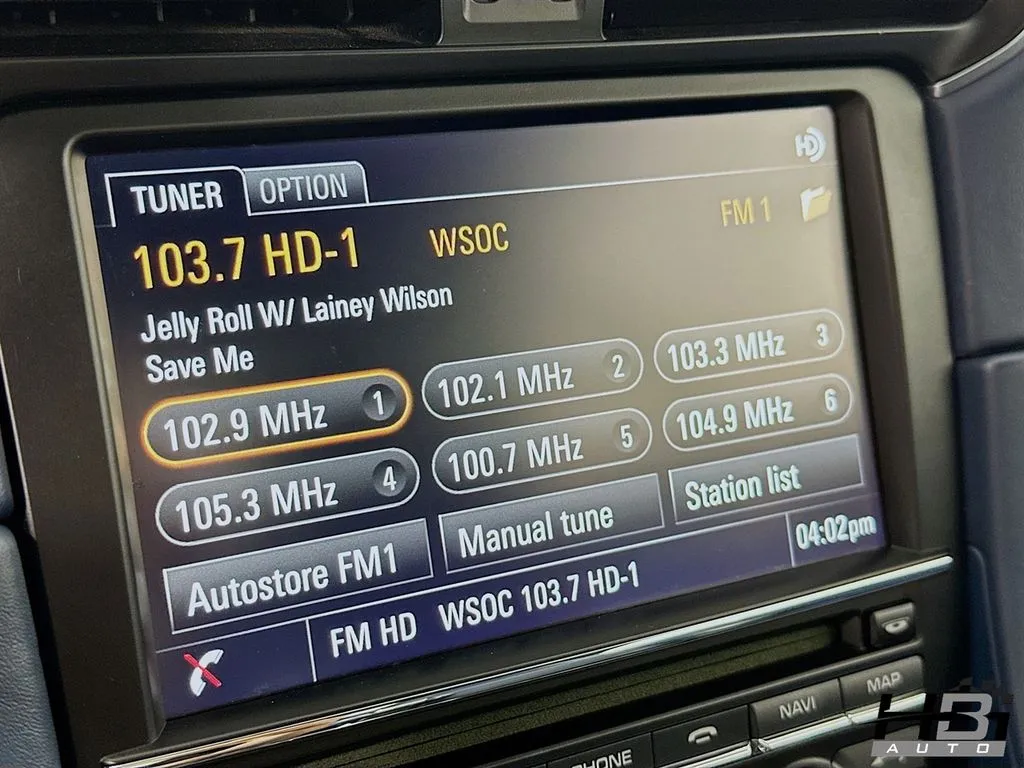 HD
TUNER OPTION
103.7 HD-1 WSOC FM 1
Jelly Roll W/ Lainey Wilson
Save Me
102.9 MHz 1 102.1 MHz 2 103.3 MHz 3
105.3 MHz 4 100.7 MHz 5 104.9 MHz 6
Autostore FM1 Manual tune Station list
FM HD WSOC 103.7 HD-1 04:02pm
PHONE NAVI MAP
HB
AUTO